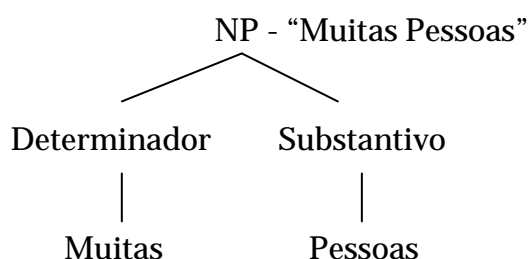 NP - “Muitas Pessoas”
Determinador Substantivo
Muitas Pessoas